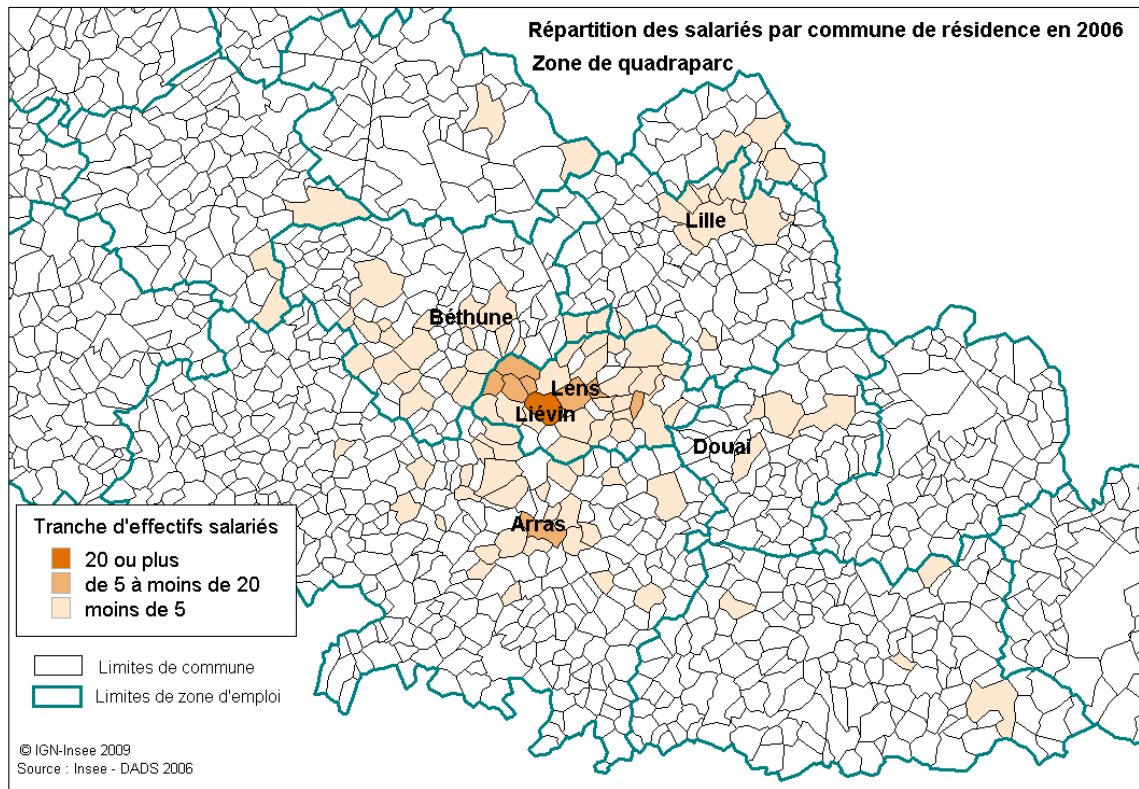 Répartition des salariés par commune de résidence en 2006
Zone de quadraparc
Lille
Béthune
Lens
Liévin
Douai
Arras
Tranche d'effectifs salariés
20 ou plus
de 5 à moins de 20
moins de 5
Limites de commune
Limites de zone d'emploi
© IGN-Insee 2009
Source : Insee - DADS 2006